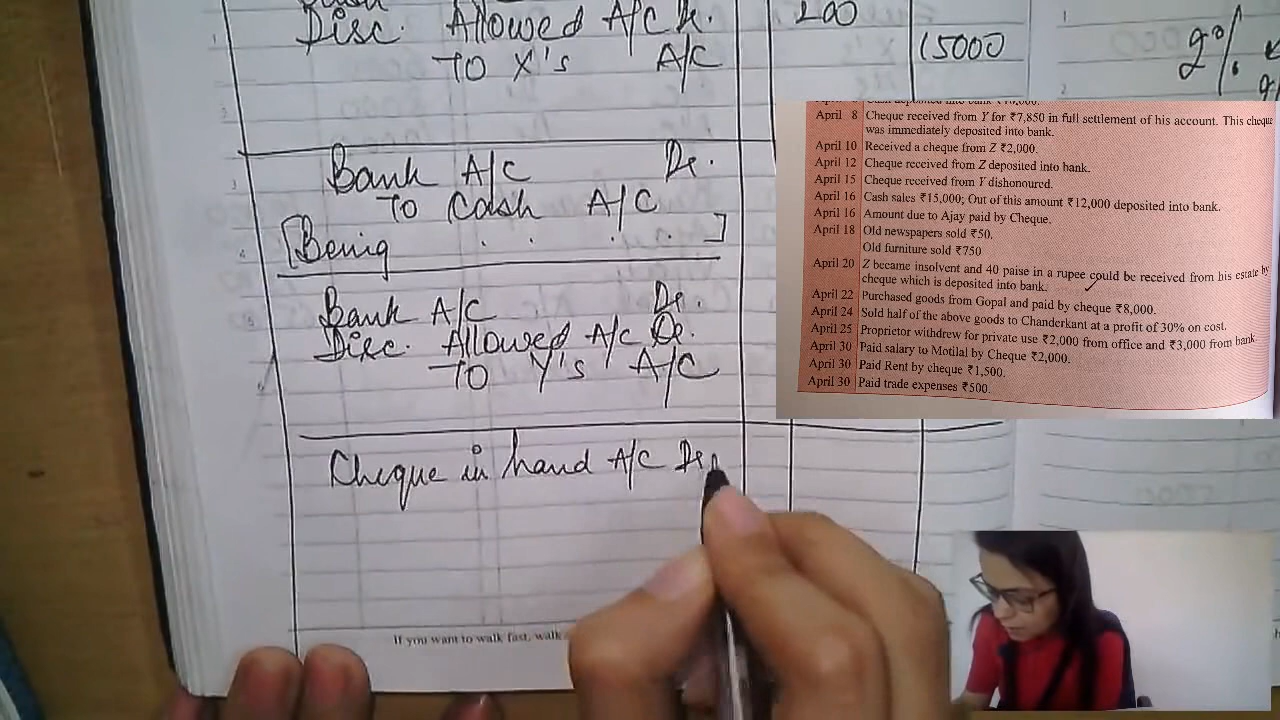 Disc. Allowed A/C Dr. 200
To X's A/C 15000
2%
Bank A/C Dr.
To Cash A/C
[Being . . . . ]
Bank A/C Dr.
Disc. Allowed A/C Dr.
To Y's A/C
Cheque in hand A/C Dr.
If you want to walk fast, walk
April 8 Cheque received from Y for ₹7,850 in full settlement of his account. This cheque
was immediately deposited into bank.
April 10 Received a cheque from Z ₹2,000.
April 12 Cheque received from Z deposited into bank.
April 15 Cheque received from Y dishonoured.
April 16 Cash sales ₹15,000; Out of this amount ₹12,000 deposited into bank.
April 16 Amount due to Ajay paid by Cheque.
April 18 Old newspapers sold ₹50.
Old furniture sold ₹750
April 20 Z became insolvent and 40 paise in a rupee could be received from his estate by
cheque which is deposited into bank.
April 22 Purchased goods from Gopal and paid by cheque ₹8,000.
April 24 Sold half of the above goods to Chanderkant at a profit of 30% on cost.
April 25 Proprietor withdrew for private use ₹2,000 from office and ₹3,000 from bank.
April 30 Paid salary to Motilal by Cheque ₹2,000.
April 30 Paid Rent by cheque ₹1,500.
April 30 Paid trade expenses ₹500.